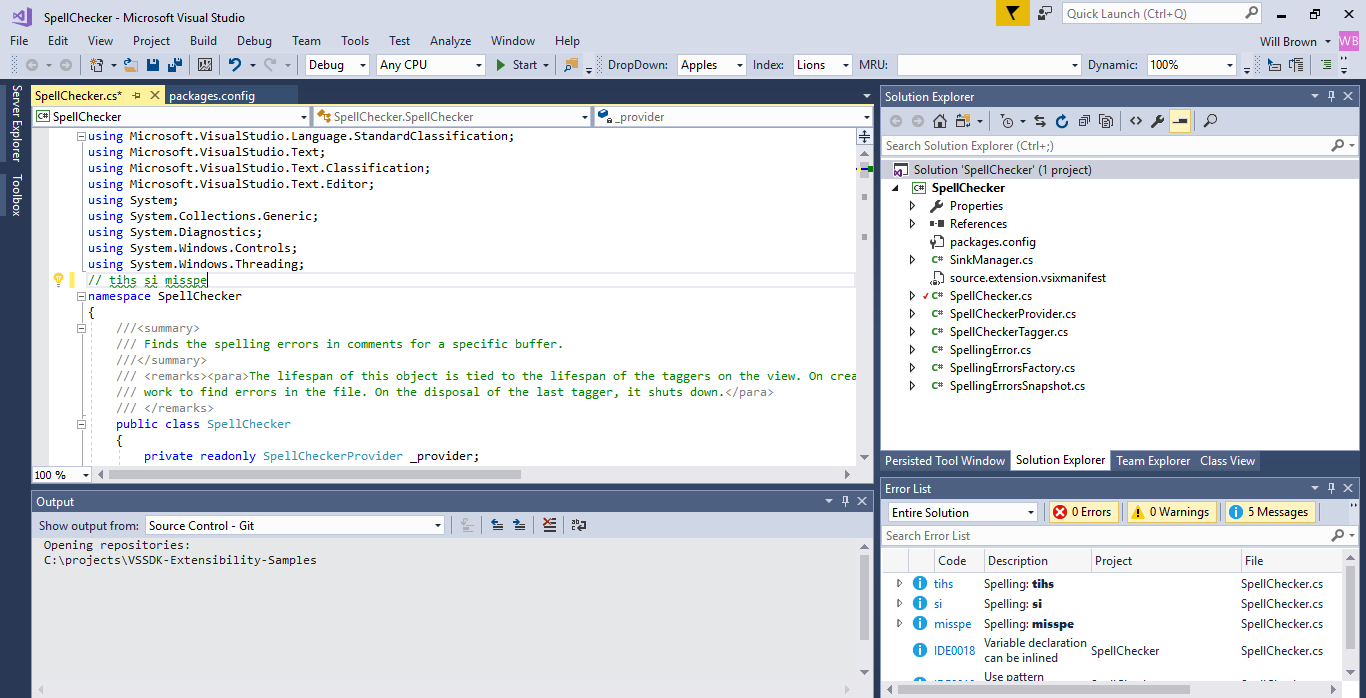 SpellChecker - Microsoft Visual Studio
Quick Launch (Ctrl+Q)
File Edit View Project Build Debug Team Tools Test Analyze Window Help
Will Brown WB
Debug Any CPU Start DropDown: Apples Index: Lions MRU: Dynamic: 100%
Server Explorer
Toolbox
SpellChecker.cs* packages.config
C# SpellChecker SpellChecker.SpellChecker _provider
using Microsoft.VisualStudio.Language.StandardClassification;
using Microsoft.VisualStudio.Text;
using Microsoft.VisualStudio.Text.Classification;
using Microsoft.VisualStudio.Text.Editor;
using System;
using System.Collections.Generic;
using System.Diagnostics;
using System.Windows.Controls;
using System.Windows.Threading;
// tihs si misspe
namespace SpellChecker
{
///<summary>
/// Finds the spelling errors in comments for a specific buffer.
///</summary>
/// <remarks><para>The lifespan of this object is tied to the lifespan of the taggers on the view. On crea
/// work to find errors in the file. On the disposal of the last tagger, it shuts down.</para>
/// </remarks>
public class SpellChecker
{
private readonly SpellCheckerProvider _provider;
100 %
Output
Show output from: Source Control - Git
Opening repositories:
C:\projects\VSSDK-Extensibility-Samples
Solution Explorer
Search Solution Explorer (Ctrl+;)
Solution 'SpellChecker' (1 project)
C# SpellChecker
Properties
References
packages.config
C# SinkManager.cs
source.extension.vsixmanifest
C# SpellChecker.cs
C# SpellCheckerProvider.cs
C# SpellCheckerTagger.cs
C# SpellingError.cs
C# SpellingErrorsFactory.cs
C# SpellingErrorsSnapshot.cs
Persisted Tool Window Solution Explorer Team Explorer Class View
Error List
Entire Solution 0 Errors 0 Warnings 5 Messages
Search Error List
Code Description Project File
tihs Spelling: tihs SpellChecker.cs
si Spelling: si SpellChecker.cs
misspe Spelling: misspe SpellChecker.cs
IDE0018 Variable declaration can be inlined SpellChecker SpellChecker.cs
Use pattern